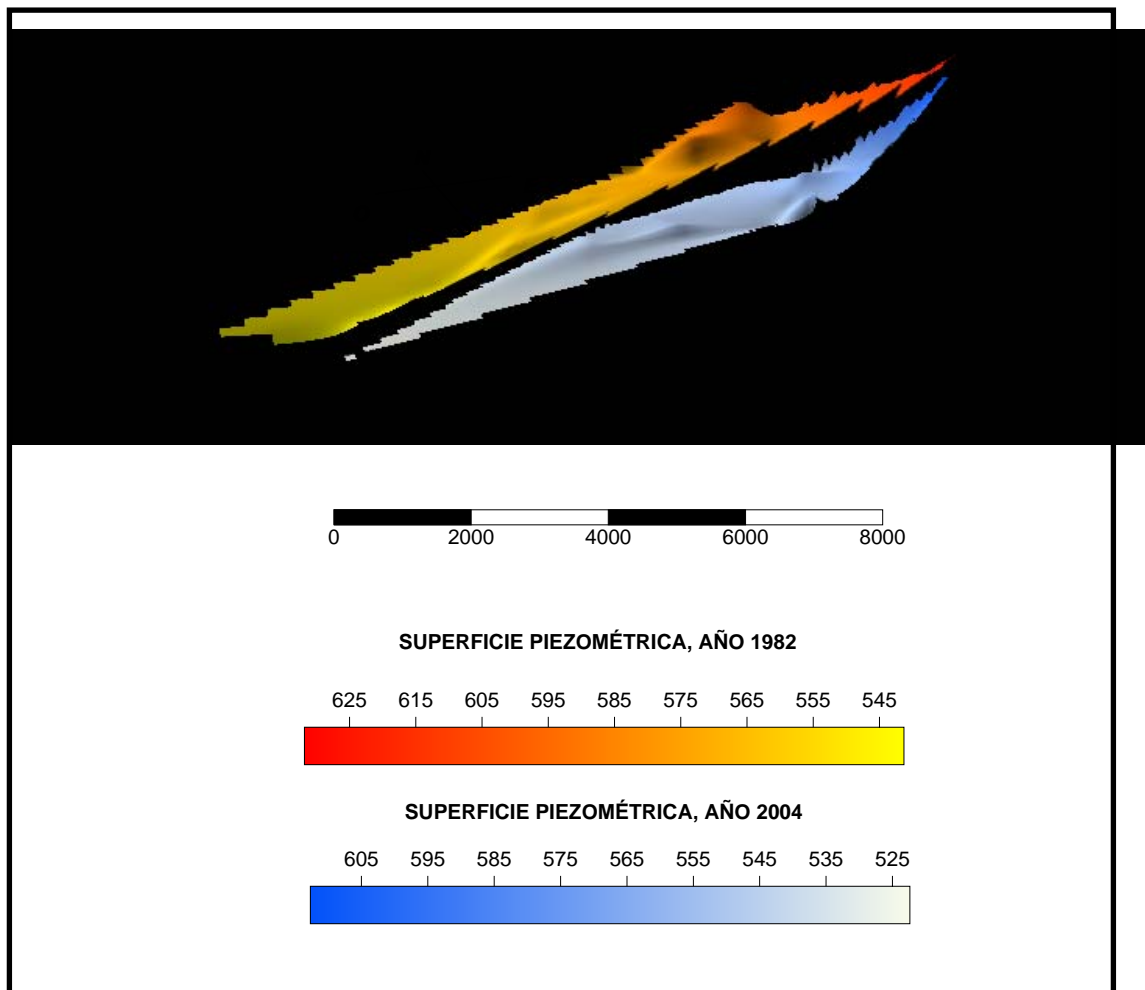 0 2000 4000 6000 8000
SUPERFICIE PIEZOMÉTRICA, AÑO 1982
625 615 605 595 585 575 565 555 545
SUPERFICIE PIEZOMÉTRICA, AÑO 2004
605 595 585 575 565 555 545 535 525